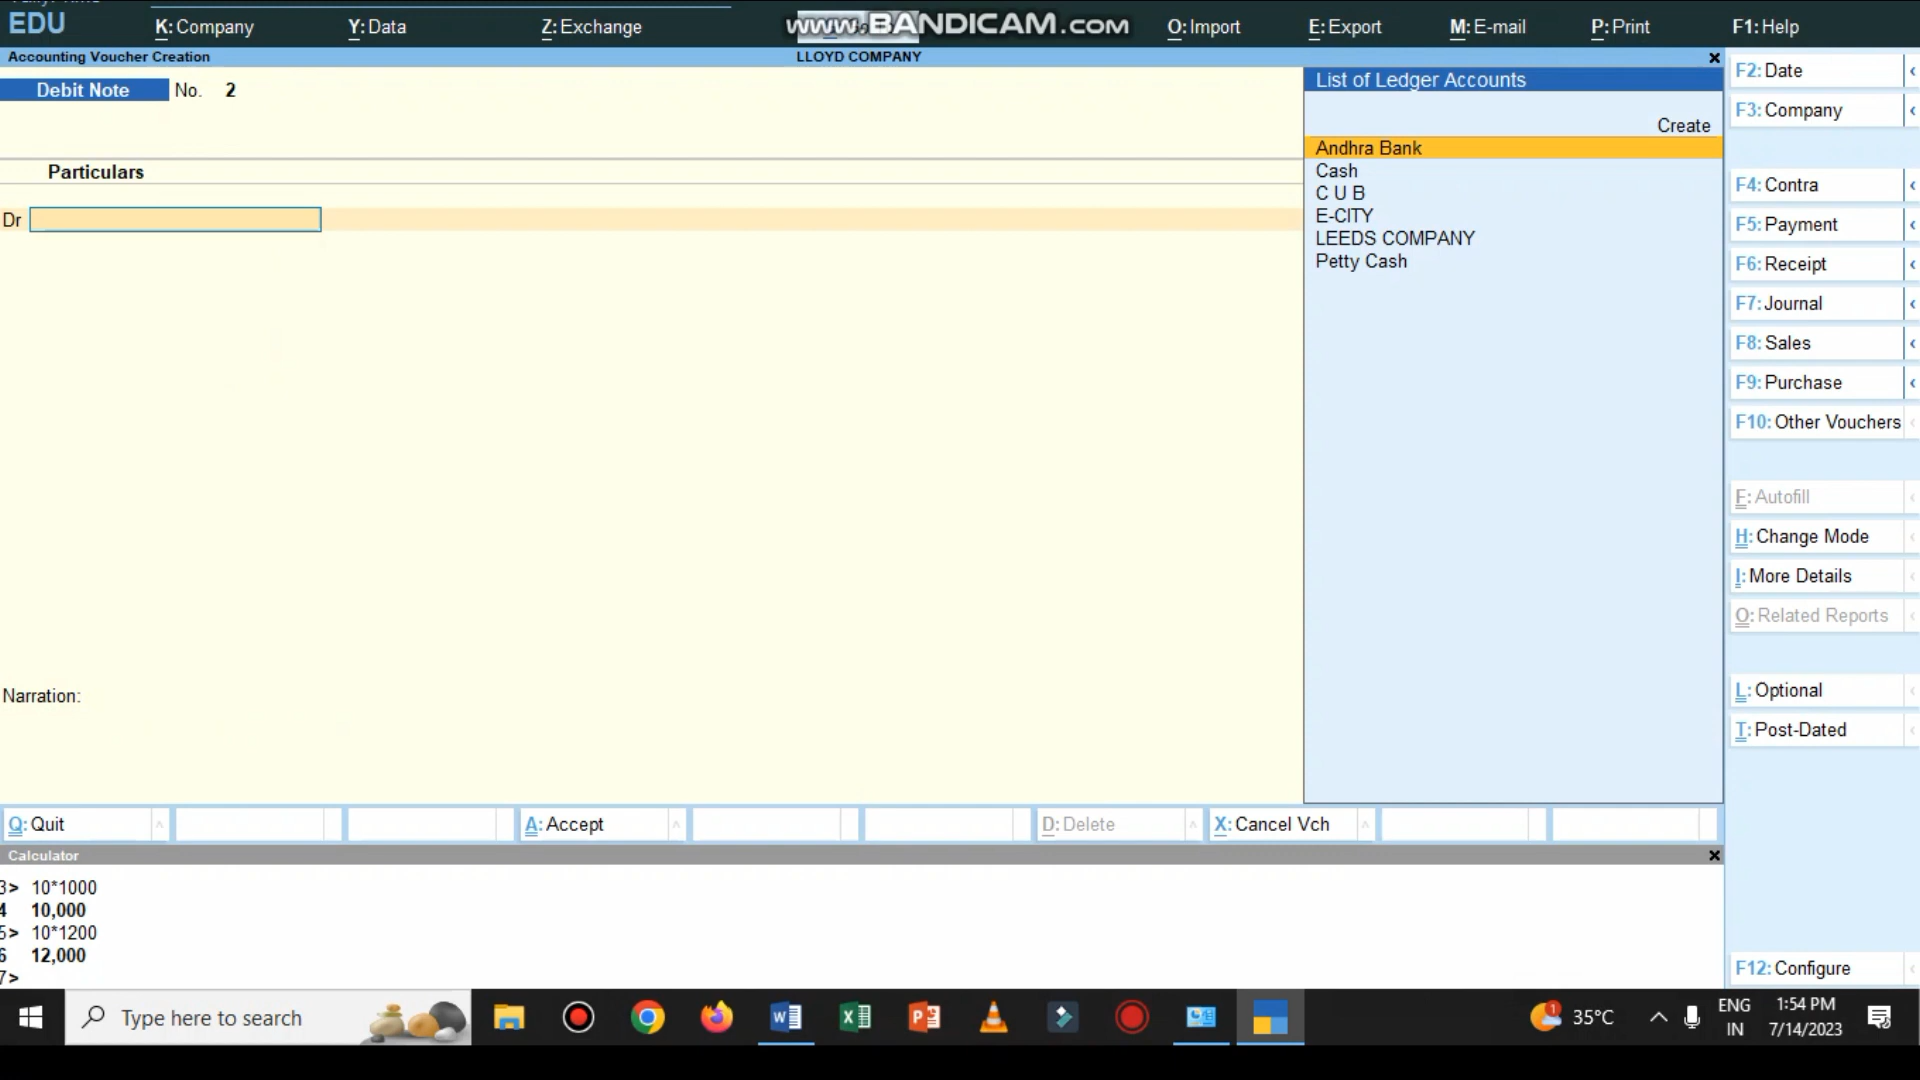 EDU
K: Company
Y: Data
Z: Exchange
www.BANDICAM.com
O: Import
E: Export
M: E-mail
P: Print
F1: Help
Accounting Voucher Creation
LLOYD COMPANY
Debit Note No. 2
Particulars
Dr
Narration:
List of Ledger Accounts
Create
Andhra Bank
Cash
C U B
E-CITY
LEEDS COMPANY
Petty Cash
F2: Date
F3: Company
F4: Contra
F5: Payment
F6: Receipt
F7: Journal
F8: Sales
F9: Purchase
F10: Other Vouchers
F: Autofill
H: Change Mode
I: More Details
O: Related Reports
L: Optional
T: Post-Dated
F12: Configure
Q: Quit
A: Accept
D: Delete
X: Cancel Vch
Calculator
3> 10*1000
4 10,000
5> 10*1200
6 12,000
7>
Type here to search
35°C
ENG
IN
1:54 PM
7/14/2023